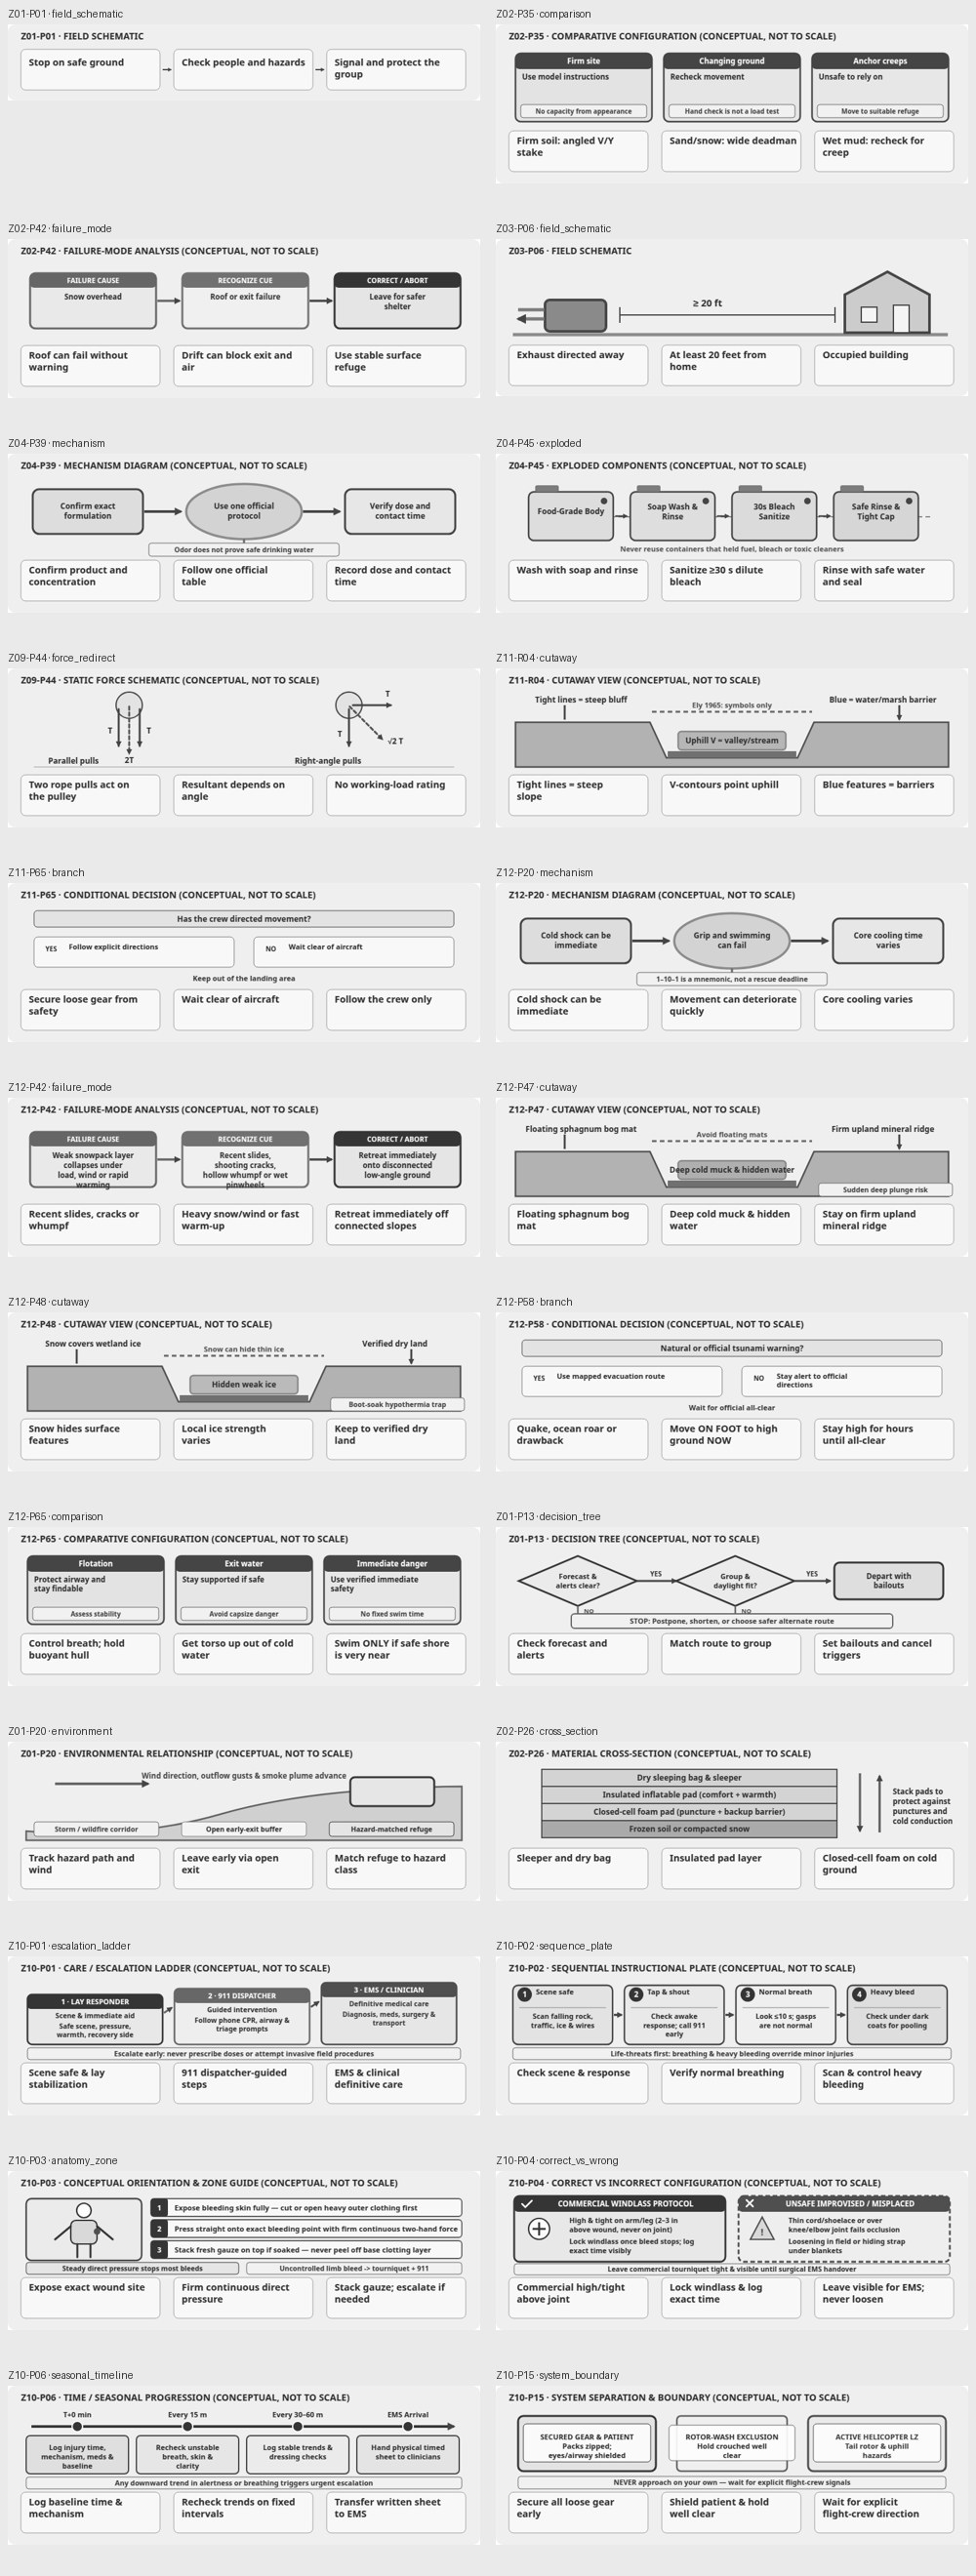 Z01-P01 · field_schematic
Z01-P01 · FIELD SCHEMATIC
Stop on safe ground
Check people and hazards
Signal and protect the
group
Z02-P35 · comparison
Z02-P35 · COMPARATIVE CONFIGURATION (CONCEPTUAL, NOT TO SCALE)
Firm site
Use model instructions
No capacity from appearance
Changing ground
Recheck movement
Hand check is not a load test
Anchor creeps
Unsafe to rely on
Move to suitable refuge
Firm soil: angled V/Y
stake
Sand/snow: wide deadman
Wet mud: recheck for
creep
Z02-P42 · failure_mode
Z02-P42 · FAILURE-MODE ANALYSIS (CONCEPTUAL, NOT TO SCALE)
FAILURE CAUSE
Snow overhead
RECOGNIZE CUE
Roof or exit failure
CORRECT / ABORT
Leave for safer
shelter
Roof can fail without
warning
Drift can block exit and
air
Use stable surface
refuge
Z03-P06 · field_schematic
Z03-P06 · FIELD SCHEMATIC
≥ 20 ft
Exhaust directed away
At least 20 feet from
home
Occupied building
Z04-P39 · mechanism
Z04-P39 · MECHANISM DIAGRAM (CONCEPTUAL, NOT TO SCALE)
Confirm exact
formulation
Use one official
protocol
Verify dose and
contact time
Odor does not prove safe drinking water
Confirm product and
concentration
Follow one official
table
Record dose and contact
time
Z04-P45 · exploded
Z04-P45 · EXPLODED COMPONENTS (CONCEPTUAL, NOT TO SCALE)
Food-Grade Body
Soap Wash &
Rinse
30s Bleach
Sanitize
Safe Rinse &
Tight Cap
Never reuse containers that held fuel, bleach or toxic cleaners
Wash with soap and rinse
Sanitize ≥30 s dilute
bleach
Rinse with safe water
and seal
Z09-P44 · force_redirect
Z09-P44 · STATIC FORCE SCHEMATIC (CONCEPTUAL, NOT TO SCALE)
T
T
2T
Parallel pulls
T
T
√2 T
Right-angle pulls
Two rope pulls act on
the pulley
Resultant depends on
angle
No working-load rating
Z11-R04 · cutaway
Z11-R04 · CUTAWAY VIEW (CONCEPTUAL, NOT TO SCALE)
Tight lines = steep bluff
Ely 1965: symbols only
Blue = water/marsh barrier
Uphill V = valley/stream
Tight lines = steep
slope
V-contours point uphill
Blue features = barriers
Z11-P65 · branch
Z11-P65 · CONDITIONAL DECISION (CONCEPTUAL, NOT TO SCALE)
Has the crew directed movement?
YES Follow explicit directions
NO Wait clear of aircraft
Keep out of the landing area
Secure loose gear from
safety
Wait clear of aircraft
Follow the crew only
Z12-P20 · mechanism
Z12-P20 · MECHANISM DIAGRAM (CONCEPTUAL, NOT TO SCALE)
Cold shock can be
immediate
Grip and swimming
can fail
Core cooling time
varies
1–10–1 is a mnemonic, not a rescue deadline
Cold shock can be
immediate
Movement can deteriorate
quickly
Core cooling varies
Z12-P42 · failure_mode
Z12-P42 · FAILURE-MODE ANALYSIS (CONCEPTUAL, NOT TO SCALE)
FAILURE CAUSE
Weak snowpack layer
collapses under
load, wind or rapid
warming
RECOGNIZE CUE
Recent slides,
shooting cracks,
hollow whumpf or wet
pinwheels
CORRECT / ABORT
Retreat immediately
onto disconnected
low-angle ground
Recent slides, cracks or
whumpf
Heavy snow/wind or fast
warm-up
Retreat immediately off
connected slopes
Z12-P47 · cutaway
Z12-P47 · CUTAWAY VIEW (CONCEPTUAL, NOT TO SCALE)
Floating sphagnum bog mat
Avoid floating mats
Firm upland mineral ridge
Deep cold muck & hidden water
Sudden deep plunge risk
Floating sphagnum bog
mat
Deep cold muck & hidden
water
Stay on firm upland
mineral ridge
Z12-P48 · cutaway
Z12-P48 · CUTAWAY VIEW (CONCEPTUAL, NOT TO SCALE)
Snow covers wetland ice
Snow can hide thin ice
Verified dry land
Hidden weak ice
Boot-soak hypothermia trap
Snow hides surface
features
Local ice strength
varies
Keep to verified dry
land
Z12-P58 · branch
Z12-P58 · CONDITIONAL DECISION (CONCEPTUAL, NOT TO SCALE)
Natural or official tsunami warning?
YES Use mapped evacuation route
NO Stay alert to official
directions
Wait for official all-clear
Quake, ocean roar or
drawback
Move ON FOOT to high
ground NOW
Stay high for hours
until all-clear
Z12-P65 · comparison
Z12-P65 · COMPARATIVE CONFIGURATION (CONCEPTUAL, NOT TO SCALE)
Flotation
Protect airway and
stay findable
Assess stability
Exit water
Stay supported if safe
Avoid capsize danger
Immediate danger
Use verified immediate
safety
No fixed swim time
Control breath; hold
buoyant hull
Get torso up out of cold
water
Swim ONLY if safe shore
is very near
Z01-P13 · decision_tree
Z01-P13 · DECISION TREE (CONCEPTUAL, NOT TO SCALE)
Forecast &
alerts clear?
YES
Group &
daylight fit?
YES
Depart with
bailouts
NO
NO
STOP: Postpone, shorten, or choose safer alternate route
Check forecast and
alerts
Match route to group
Set bailouts and cancel
triggers
Z01-P20 · environment
Z01-P20 · ENVIRONMENTAL RELATIONSHIP (CONCEPTUAL, NOT TO SCALE)
Wind direction, outflow gusts & smoke plume advance
Storm / wildfire corridor
Open early-exit buffer
Hazard-matched refuge
Track hazard path and
wind
Leave early via open
exit
Match refuge to hazard
class
Z02-P26 · cross_section
Z02-P26 · MATERIAL CROSS-SECTION (CONCEPTUAL, NOT TO SCALE)
Dry sleeping bag & sleeper
Insulated inflatable pad (comfort + warmth)
Closed-cell foam pad (puncture + backup barrier)
Frozen soil or compacted snow
Stack pads to
protect against
punctures and
cold conduction
Sleeper and dry bag
Insulated pad layer
Closed-cell foam on cold
ground
Z10-P01 · escalation_ladder
Z10-P01 · CARE / ESCALATION LADDER (CONCEPTUAL, NOT TO SCALE)
1 · LAY RESPONDER
Scene & immediate aid
Safe scene, pressure,
warmth, recovery side
2 · 911 DISPATCHER
Guided intervention
Follow phone CPR, airway &
triage prompts
3 · EMS / CLINICIAN
Definitive medical care
Diagnosis, meds, surgery &
transport
Escalate early: never prescribe doses or attempt invasive field procedures
Scene safe & lay
stabilization
911 dispatcher-guided
steps
EMS & clinical
definitive care
Z10-P02 · sequence_plate
Z10-P02 · SEQUENTIAL INSTRUCTIONAL PLATE (CONCEPTUAL, NOT TO SCALE)
1 Scene safe
Scan falling rock,
traffic, ice & wires
2 Tap & shout
Check awake
response; call 911
early
3 Normal breath
Look ≤10 s; gasps
are not normal
4 Heavy bleed
Check under dark
coats for pooling
Life-threats first: breathing & heavy bleeding override minor injuries
Check scene & response
Verify normal breathing
Scan & control heavy
bleeding
Z10-P03 · anatomy_zone
Z10-P03 · CONCEPTUAL ORIENTATION & ZONE GUIDE (CONCEPTUAL, NOT TO SCALE)
1 Expose bleeding skin fully — cut or open heavy outer clothing first
2 Press straight onto exact bleeding point with firm continuous two-hand force
3 Stack fresh gauze on top if soaked — never peel off base clotting layer
Steady direct pressure stops most bleeds
Uncontrolled limb bleed -> tourniquet + 911
Expose exact wound site
Firm continuous direct
pressure
Stack gauze; escalate if
needed
Z10-P04 · correct_vs_wrong
Z10-P04 · CORRECT VS INCORRECT CONFIGURATION (CONCEPTUAL, NOT TO SCALE)
COMMERCIAL WINDLASS PROTOCOL
High & tight on arm/leg (2–3 in
above wound, never on joint)
Lock windlass once bleed stops; log
exact time visibly
UNSAFE IMPROVISED / MISPLACED
!
Thin cord/shoelace or over
knee/elbow joint fails occlusion
Loosening in field or hiding strap
under blankets
Leave commercial tourniquet tight & visible until surgical EMS handover
Commercial high/tight
above joint
Lock windlass & log
exact time
Leave visible for EMS;
never loosen
Z10-P06 · seasonal_timeline
Z10-P06 · TIME / SEASONAL PROGRESSION (CONCEPTUAL, NOT TO SCALE)
T+0 min
Every 15 m
Every 30–60 m
EMS Arrival
Log injury time,
mechanism, meds &
baseline
Recheck unstable
breath, skin &
clarity
Log stable trends &
dressing checks
Hand physical timed
sheet to clinicians
Any downward trend in alertness or breathing triggers urgent escalation
Log baseline time &
mechanism
Recheck trends on fixed
intervals
Transfer written sheet
to EMS
Z10-P15 · system_boundary
Z10-P15 · SYSTEM SEPARATION & BOUNDARY (CONCEPTUAL, NOT TO SCALE)
SECURED GEAR & PATIENT
Packs zipped;
eyes/airway shielded
ROTOR-WASH EXCLUSION
Hold crouched well
clear
ACTIVE HELICOPTER LZ
Tail rotor & uphill
hazards
NEVER approach on your own — wait for explicit flight-crew signals
Secure all loose gear
early
Shield patient & hold
well clear
Wait for explicit
flight-crew direction